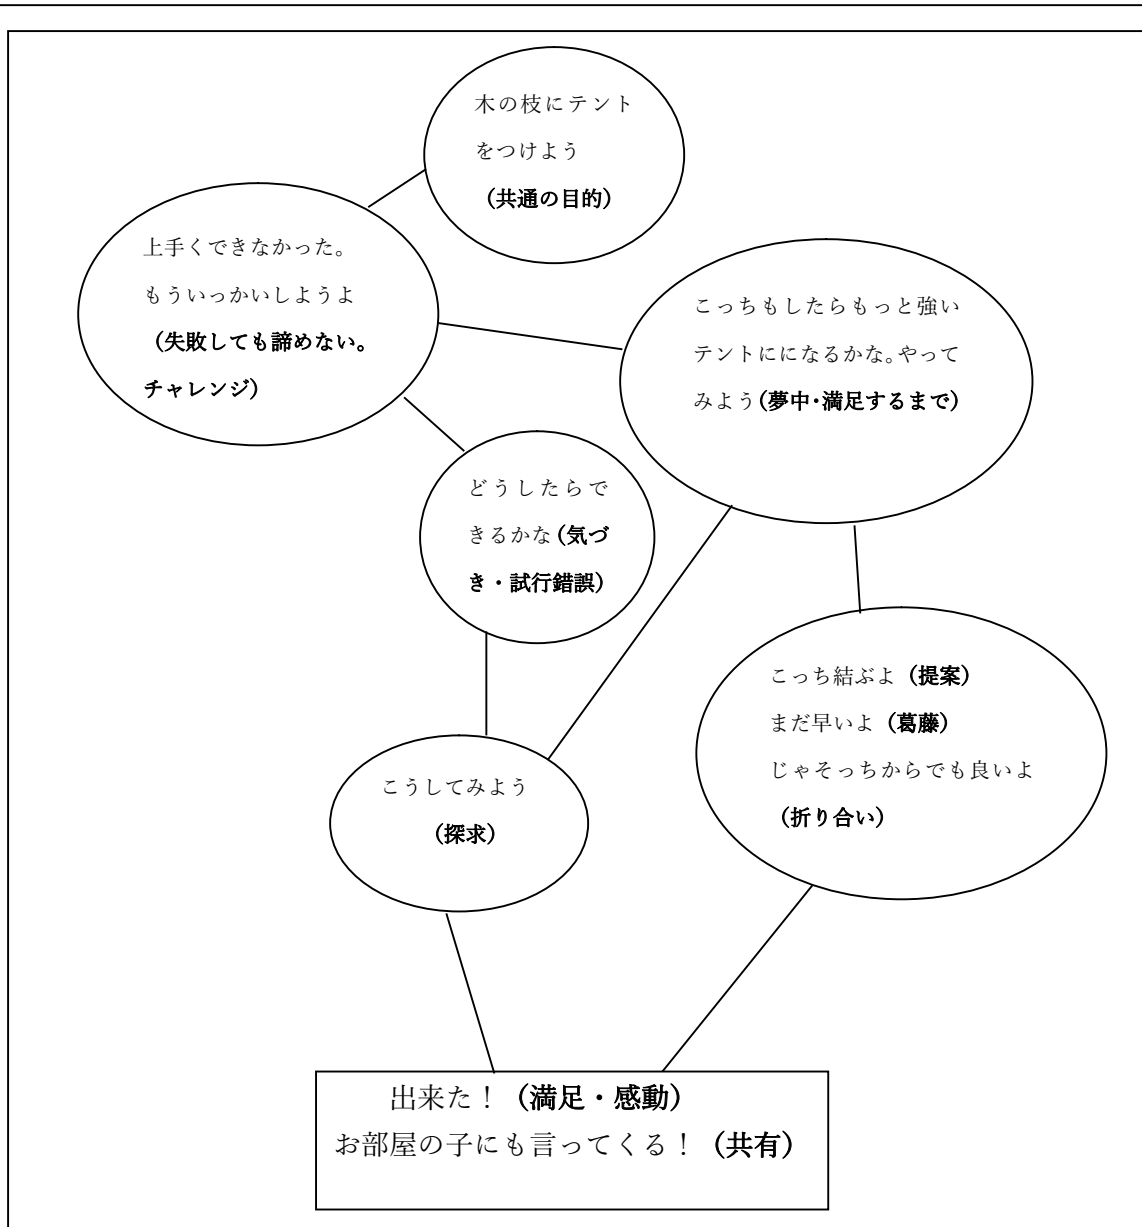 木の枝にテント
をつけよう
（共通の目的）
上手くできなかった。
もういっかいしようよ
（失敗しても諦めない。
チャレンジ）
こっちもしたらもっと強い
テントにになるかな。やって
みよう（夢中・満足するまで）
どうしたらで
きるかな（気づ
き・試行錯誤）
こっち結ぶよ（提案）
まだ早いよ（葛藤）
じゃそっちからでも良いよ
（折り合い）
こうしてみよう
（探求）
出来た！（満足・感動）
お部屋の子にも言ってくる！（共有）